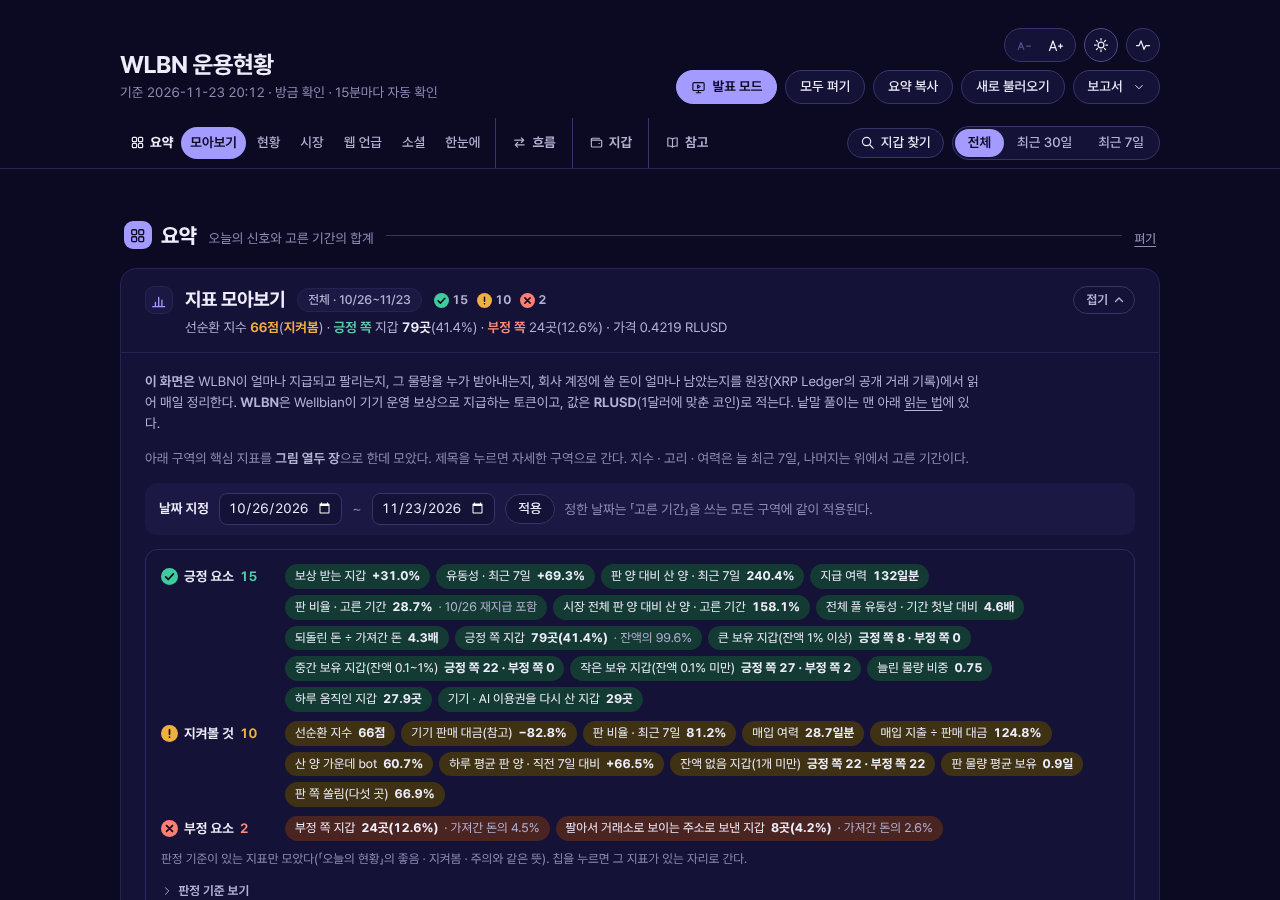 A− A+
WLBN 운용현황
기준 2026-11-23 20:12 · 방금 확인 · 15분마다 자동 확인
발표 모드 모두 펴기 요약 복사 새로 불러오기 보고서
요약 모아보기 현황 시장 웹 언급 소셜 한눈에 흐름 지갑 참고 지갑 찾기 전체 최근 30일 최근 7일
요약 오늘의 신호와 고른 기간의 합계 펴기
지표 모아보기 전체 · 10/26~11/23 15 10 2 접기
선순환 지수 66점(지켜봄) · 긍정 쪽 지갑 79곳(41.4%) · 부정 쪽 24곳(12.6%) · 가격 0.4219 RLUSD
이 화면은 WLBN이 얼마나 지급되고 팔리는지, 그 물량을 누가 받아내는지, 회사 계정에 쓸 돈이 얼마나 남았는지를 원장(XRP Ledger의 공개 거래 기록)에서 읽
어 매일 정리한다. WLBN은 Wellbian이 기기 운영 보상으로 지급하는 토큰이고, 값은 RLUSD(1달러에 맞춘 코인)로 적는다. 낱말 풀이는 맨 아래 읽는 법에 있
다.
아래 구역의 핵심 지표를 그림 열두 장으로 한데 모았다. 제목을 누르면 자세한 구역으로 간다. 지수 · 고리 · 여력은 늘 최근 7일, 나머지는 위에서 고른 기간이다.
날짜 지정 10/26/2026 ~ 11/23/2026 적용 정한 날짜는 「고른 기간」을 쓰는 모든 구역에 같이 적용된다.
긍정 요소 15 보상 받는 지갑 +31.0% 유동성 · 최근 7일 +69.3% 판 양 대비 산 양 · 최근 7일 240.4% 지급 여력 132일분
판 비율 · 고른 기간 28.7% · 10/26 재지급 포함 시장 전체 판 양 대비 산 양 · 고른 기간 158.1% 전체 풀 유동성 · 기간 첫날 대비 4.6배
되돌린 돈 ÷ 가져간 돈 4.3배 긍정 쪽 지갑 79곳(41.4%) · 잔액의 99.6% 큰 보유 지갑(잔액 1% 이상) 긍정 쪽 8 · 부정 쪽 0
중간 보유 지갑(잔액 0.1~1%) 긍정 쪽 22 · 부정 쪽 0 작은 보유 지갑(잔액 0.1% 미만) 긍정 쪽 27 · 부정 쪽 2 늘린 물량 비중 0.75
하루 움직인 지갑 27.9곳 기기 · AI 이용권을 다시 산 지갑 29곳
지켜볼 것 10 선순환 지수 66점 기기 판매 대금(참고) −82.8% 판 비율 · 최근 7일 81.2% 매입 여력 28.7일분 매입 지출 ÷ 판매 대금 124.8%
산 양 가운데 bot 60.7% 하루 평균 판 양 · 직전 7일 대비 +66.5% 잔액 없음 지갑(1개 미만) 긍정 쪽 22 · 부정 쪽 22 판 물량 평균 보유 0.9일
판 쪽 쏠림(다섯 곳) 66.9%
부정 요소 2 부정 쪽 지갑 24곳(12.6%) · 가져간 돈의 4.5% 팔아서 거래소로 보이는 주소로 보낸 지갑 8곳(4.2%) · 가져간 돈의 2.6%
판정 기준이 있는 지표만 모았다(「오늘의 현황」의 좋음 · 지켜봄 · 주의와 같은 뜻). 칩을 누르면 그 지표가 있는 자리로 간다.
판정 기준 보기